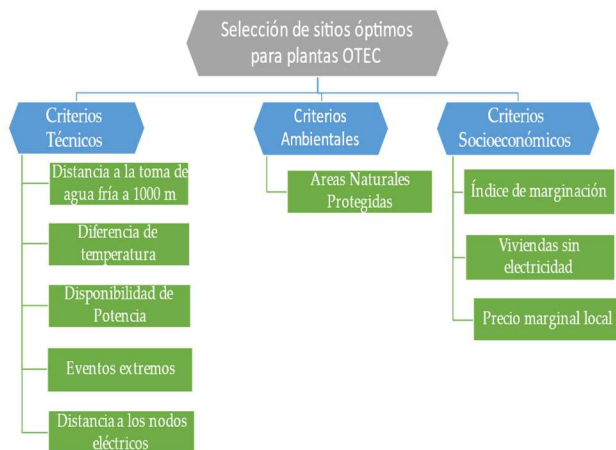 Selección de sitios óptimos
para plantas OTEC
Criterios
Técnicos
Distancia a la toma de
agua fría a 1000 m
Diferencia de
temperatura
Disponibilidad de
Potencia
Eventos extremos
Distancia a los nodos
eléctricos
Criterios
Ambientales
Areas Naturales
Protegidas
Criterios
Socioeconómicos
Índice de marginación
Viviendas sin
electricidad
Precio marginal local